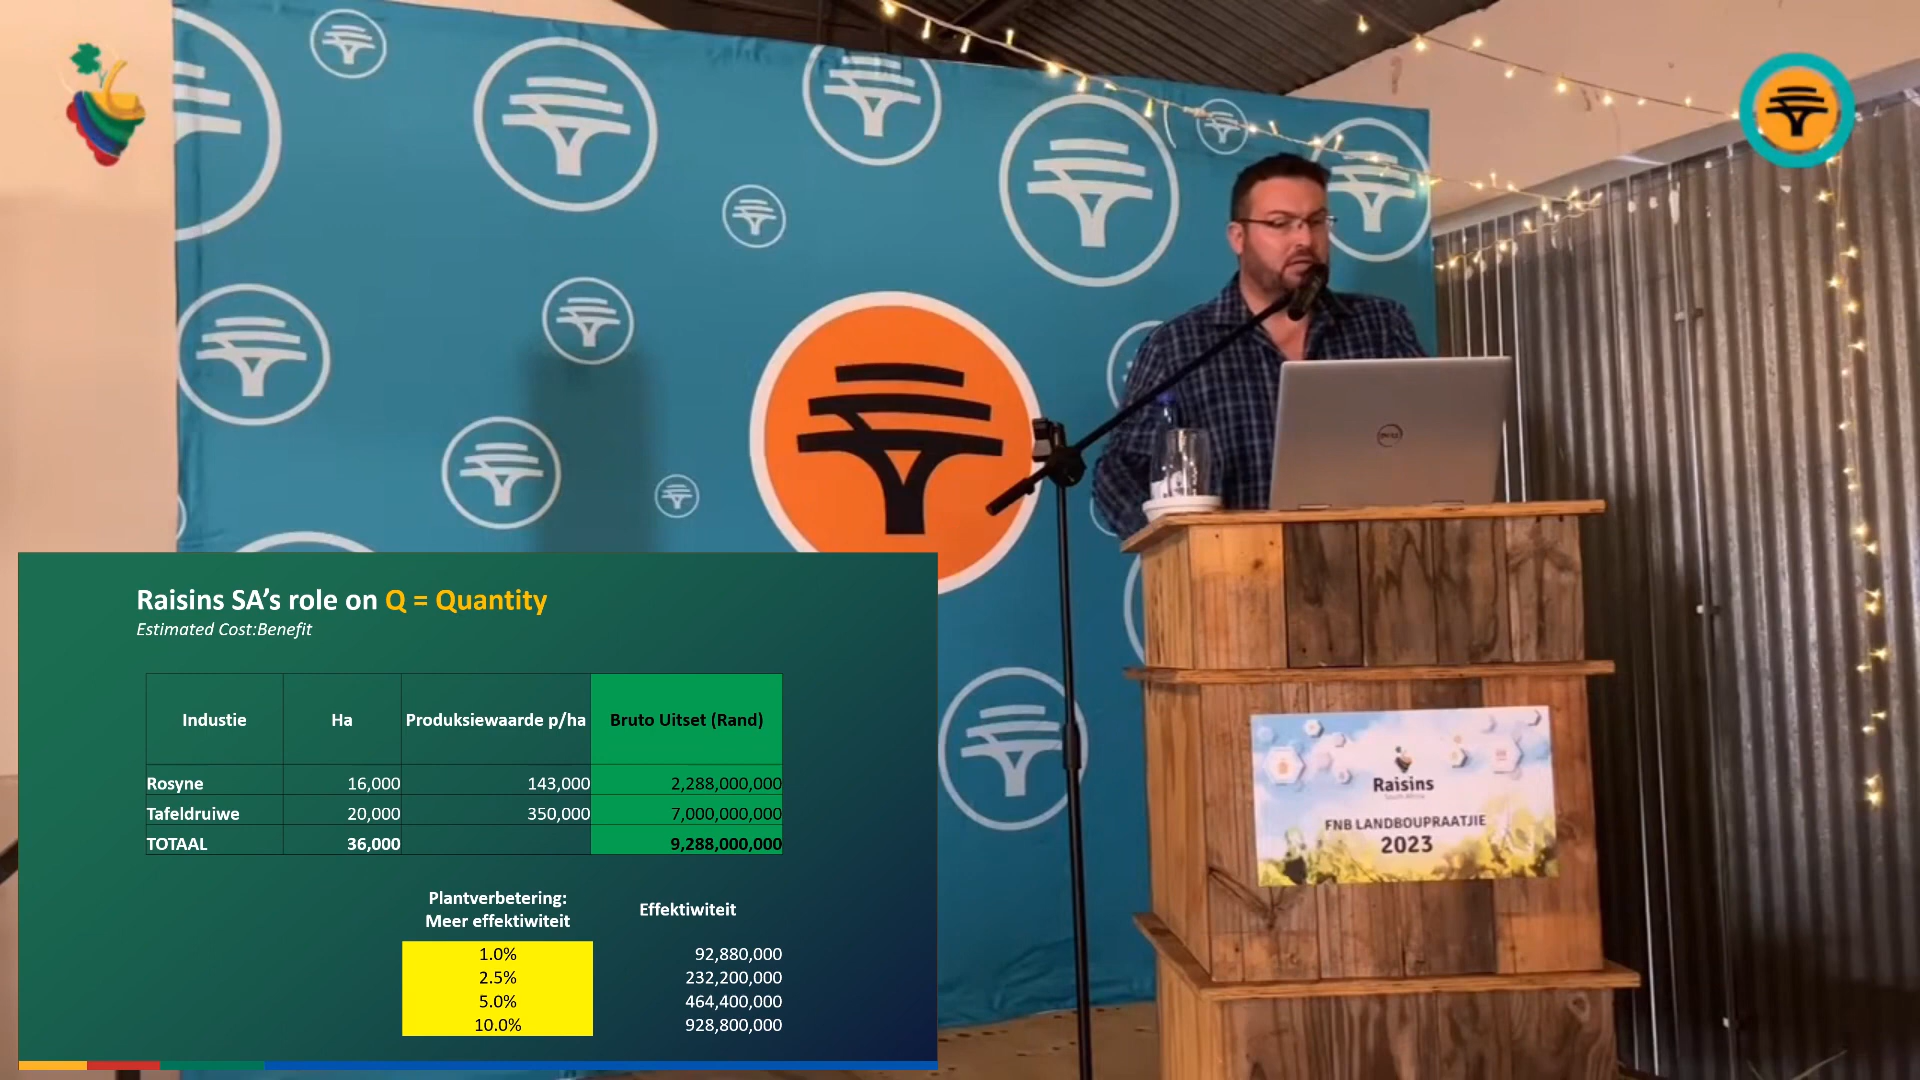 Raisins SA's role on Q = Quantity
Estimated Cost:Benefit
Industie Ha Produksiewaarde p/ha Bruto Uitset (Rand)
Rosyne 16,000 143,000 2,288,000,000
Tafeldruiwe 20,000 350,000 7,000,000,000
TOTAAL 36,000 9,288,000,000
Plantverbetering:
Meer effektiwiteit
Effektiwiteit
1.0% 92,880,000
2.5% 232,200,000
5.0% 464,400,000
10.0% 928,800,000
DELL
Raisins
South Africa
FNB LANDBOUPRAATJIE
2023